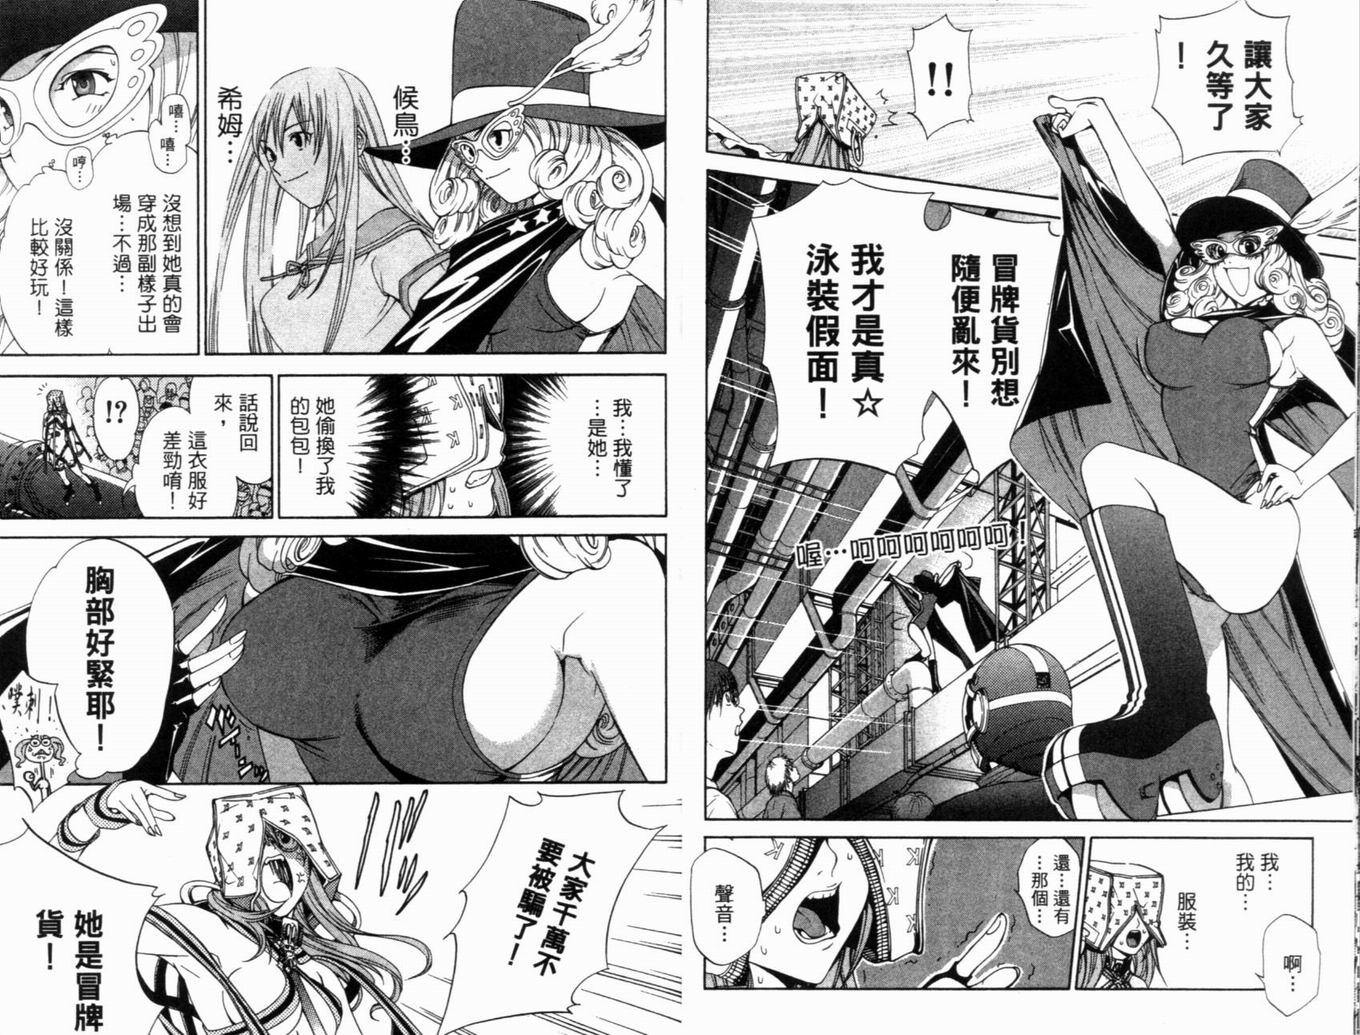 讓大家
久等了
！
!!
冒牌貨別想
隨便亂來！
我才是真☆
泳裝假面！
喔…呵呵呵呵呵呵！
我…
我的…
服裝…
啊…
還…還有
…那個…
聲音…
候鳥…
希姆…
嘻…
嘻…
哼…
沒想到她真的會
穿成那副樣子出
場…不過…
沒關係！這樣
比較好玩！
我…我懂了
…是她…
她偷換了我
的包包！
話說回
來，
這衣服好
差勁唷！
!?
胸部好緊耶！
噗刺！
大家千萬不
要被騙了！
她是冒牌
貨！